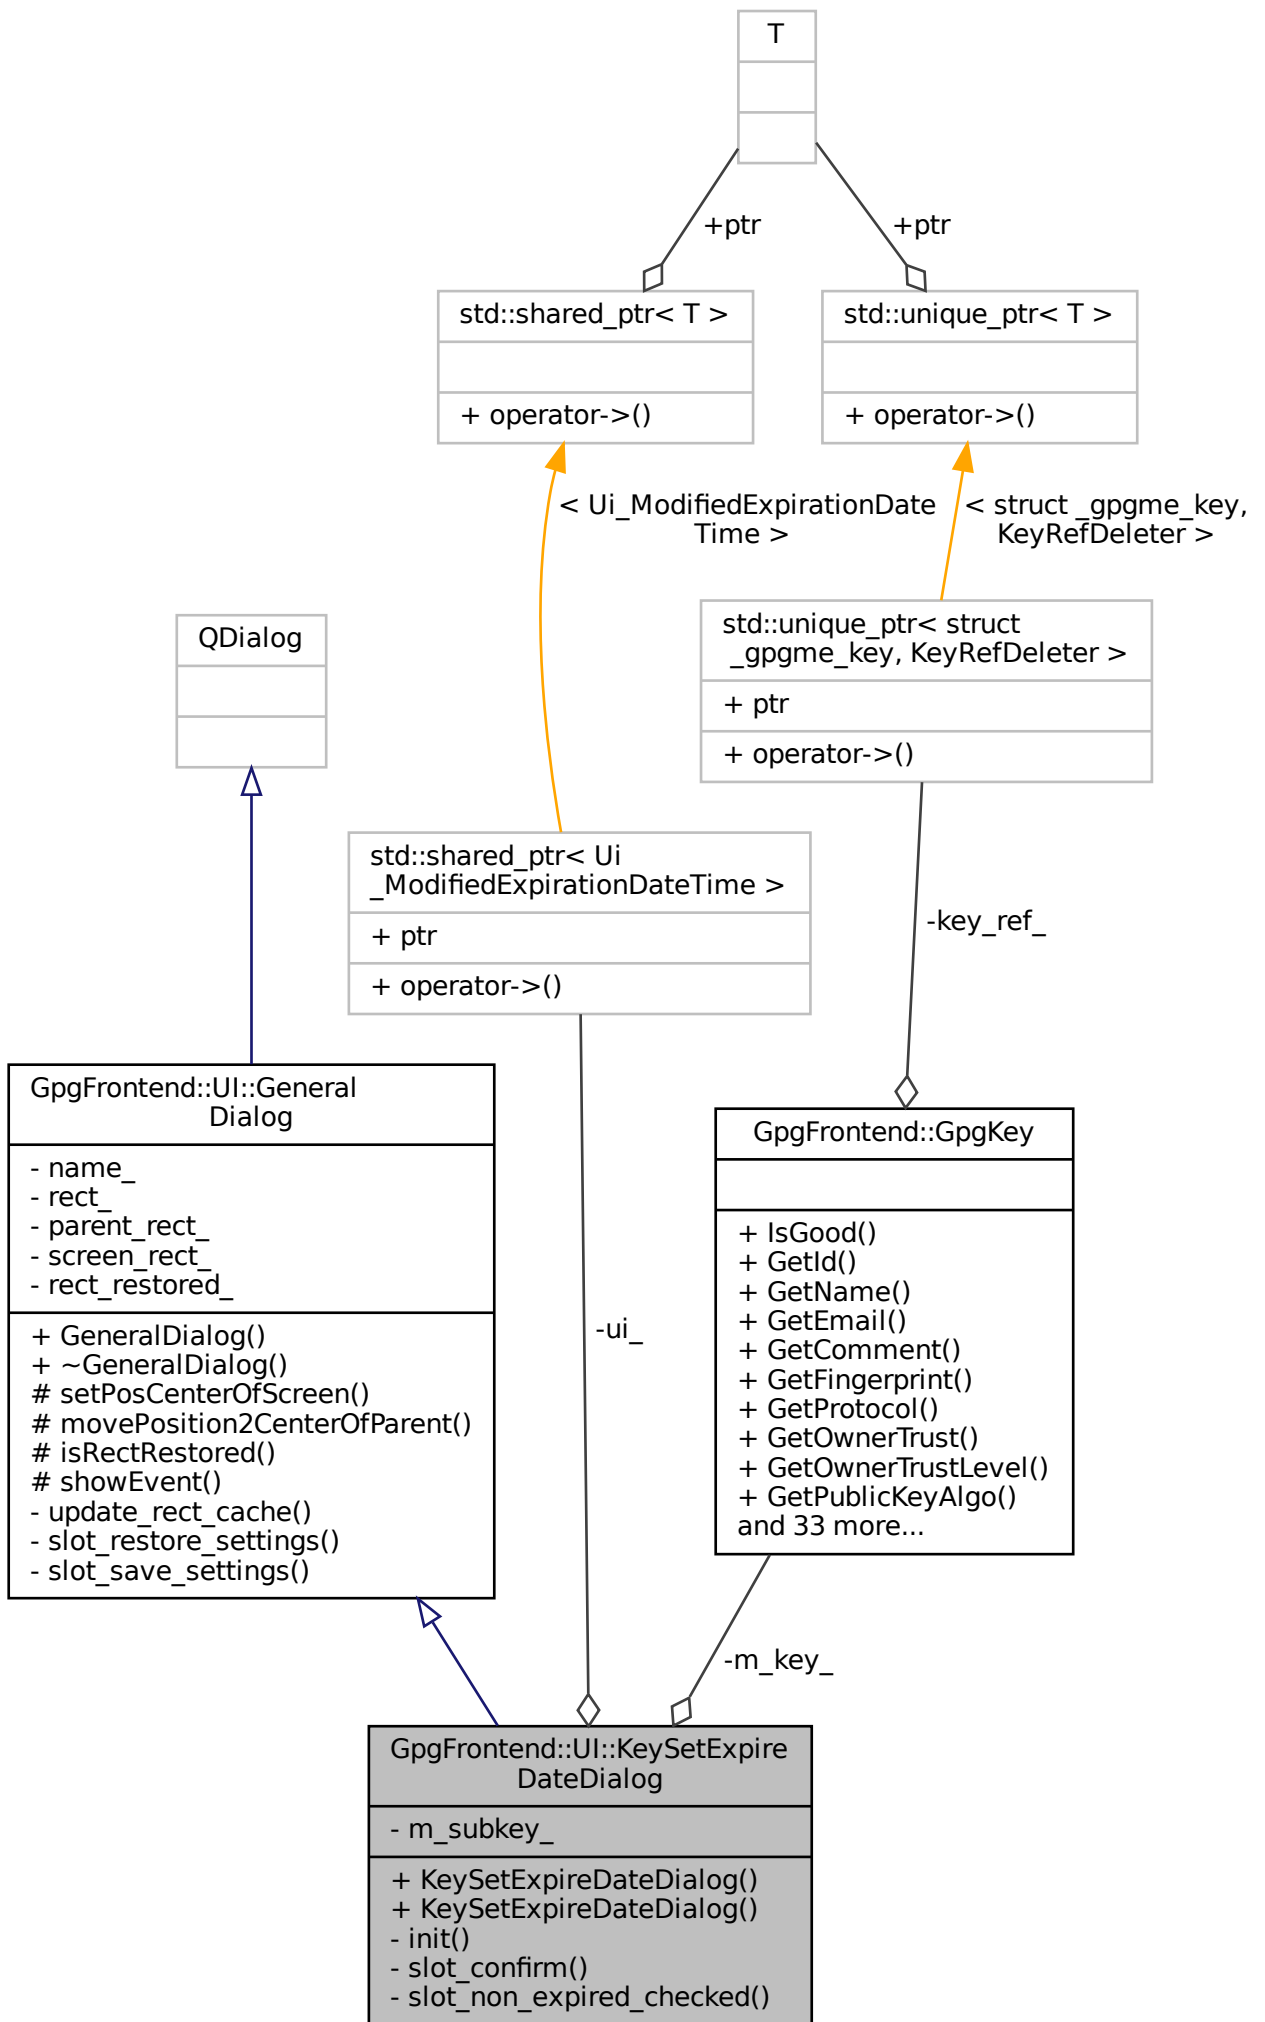 T
+ptr
+ptr
std::shared_ptr< T >
+ operator->()
std::unique_ptr< T >
+ operator->()
< Ui_ModifiedExpirationDate
Time >
< struct _gpgme_key,
KeyRefDeleter >
QDialog
std::unique_ptr< struct
_gpgme_key, KeyRefDeleter >
+ ptr
+ operator->()
std::shared_ptr< Ui
_ModifiedExpirationDateTime >
+ ptr
+ operator->()
-key_ref_
GpgFrontend::UI::General
Dialog
- name_
- rect_
- parent_rect_
- screen_rect_
- rect_restored_
+ GeneralDialog()
+ ~GeneralDialog()
# setPosCenterOfScreen()
# movePosition2CenterOfParent()
# isRectRestored()
# showEvent()
- update_rect_cache()
- slot_restore_settings()
- slot_save_settings()
-ui_
GpgFrontend::GpgKey
+ IsGood()
+ GetId()
+ GetName()
+ GetEmail()
+ GetComment()
+ GetFingerprint()
+ GetProtocol()
+ GetOwnerTrust()
+ GetOwnerTrustLevel()
+ GetPublicKeyAlgo()
and 33 more...
-m_key_
GpgFrontend::UI::KeySetExpire
DateDialog
- m_subkey_
+ KeySetExpireDateDialog()
+ KeySetExpireDateDialog()
- init()
- slot_confirm()
- slot_non_expired_checked()